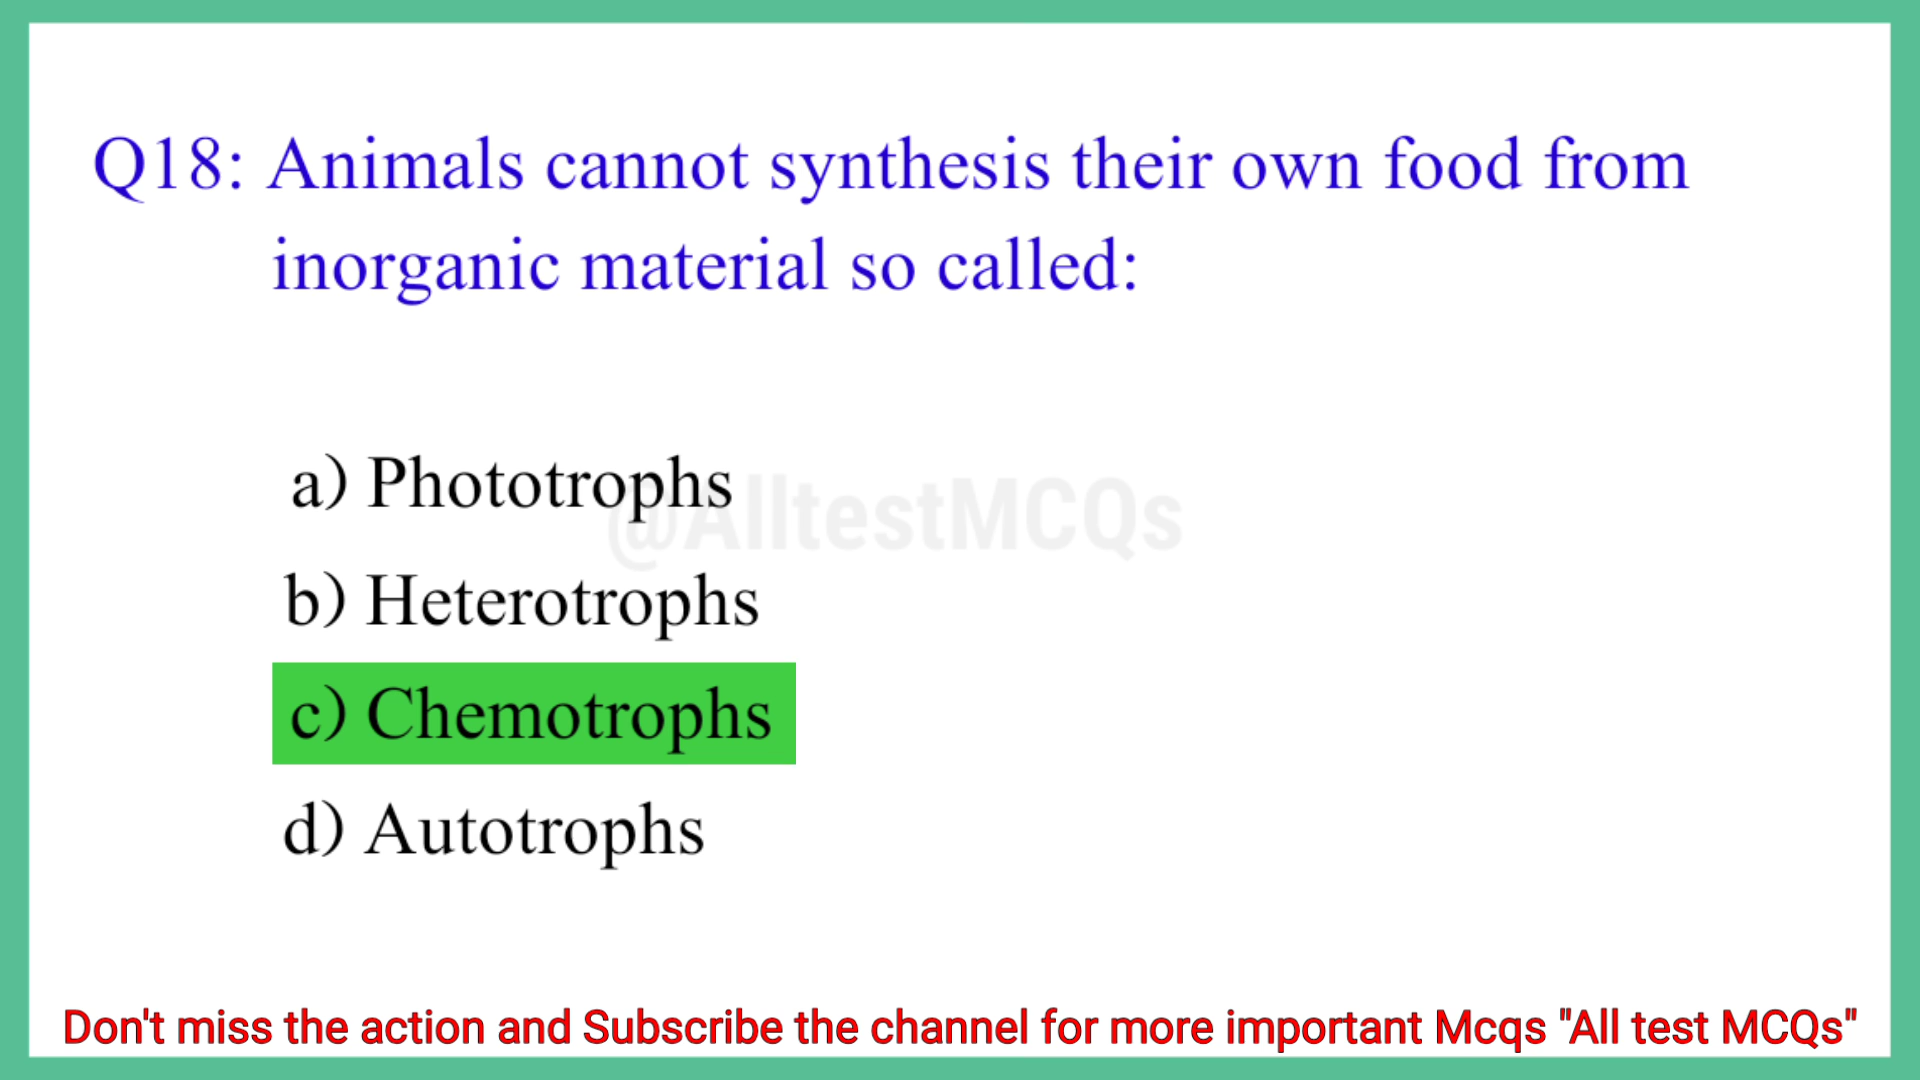 Q18: Animals cannot synthesis their own food from
inorganic material so called:
a) Phototrophs
@AlltestMCQs
b) Heterotrophs
c) Chemotrophs
d) Autotrophs
Don't miss the action and Subscribe the channel for more important Mcqs "All test MCQs"